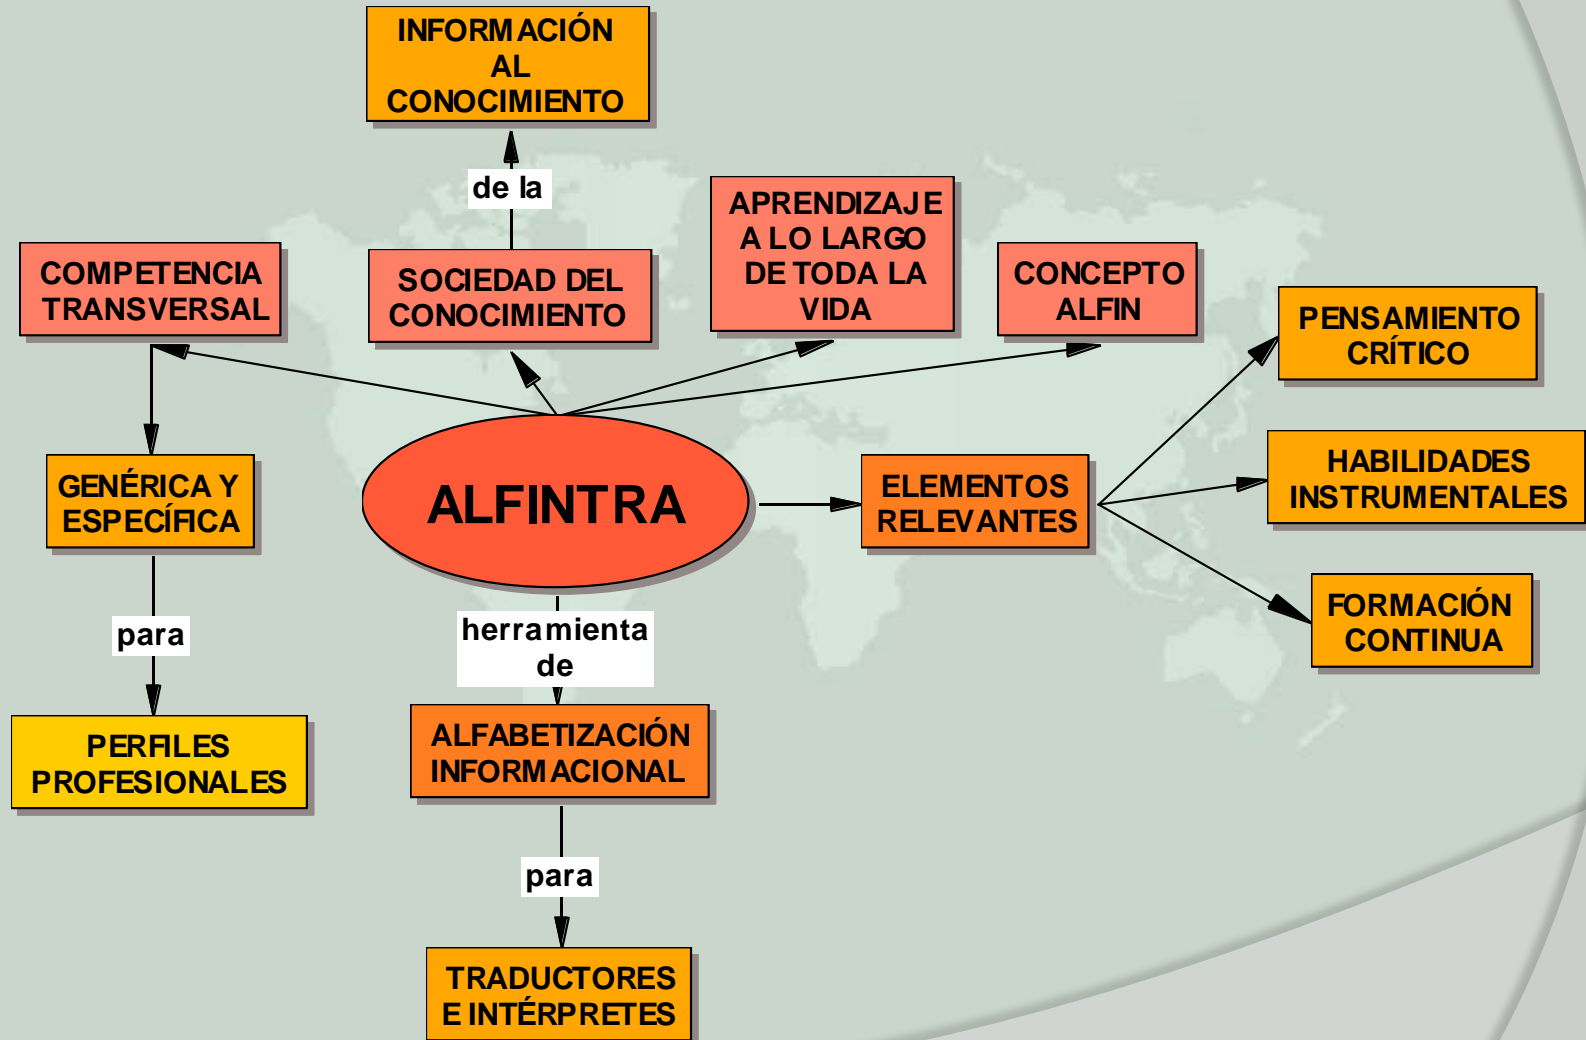 INFORMACIÓN
AL
CONOCIMIENTO
de la
COMPETENCIA
TRANSVERSAL
SOCIEDAD DEL
CONOCIMIENTO
APRENDIZAJE
A LO LARGO
DE TODA LA
VIDA
CONCEPTO
ALFIN
PENSAMIENTO
CRÍTICO
GENÉRICA Y
ESPECÍFICA
ALFINTRA
ELEMENTOS
RELEVANTES
HABILIDADES
INSTRUMENTALES
FORMACIÓN
CONTINUA
para
herramienta
de
PERFILES
PROFESIONALES
ALFABETIZACIÓN
INFORMACIONAL
para
TRADUCTORES
E INTÉRPRETES